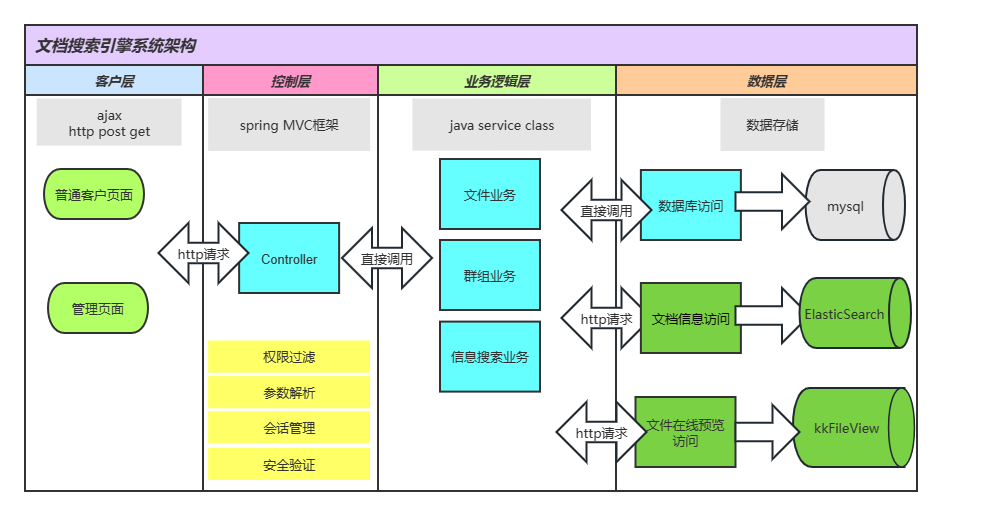 文档搜索引擎系统架构
客户层
控制层
业务逻辑层
数据层
ajax
http post get
spring MVC框架
java service class
数据存储
普通客户页面
管理页面
http请求
Controller
直接调用
权限过滤
参数解析
会话管理
安全验证
文件业务
群组业务
信息搜索业务
直接调用
数据库访问
mysql
http请求
文档信息访问
ElasticSearch
http请求
文件在线预览
访问
kkFileView